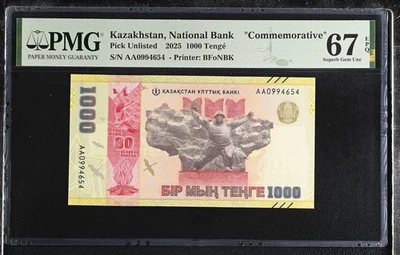 PMG
PAPER MONEY GUARANTY
Kazakhstan, National Bank
"Commemorative"
Pick Unlisted 2025 1000 Tengé
S/N AA0994654 - Printer: BFoNBK
67
EPQ
Superb Gem Unc
1000
AA0994654
ҚАЗАҚСТАН ҰЛТТЫҚ БАНКІ
AA0994654
80
БІР МЫҢ ТЕҢГЕ 1000